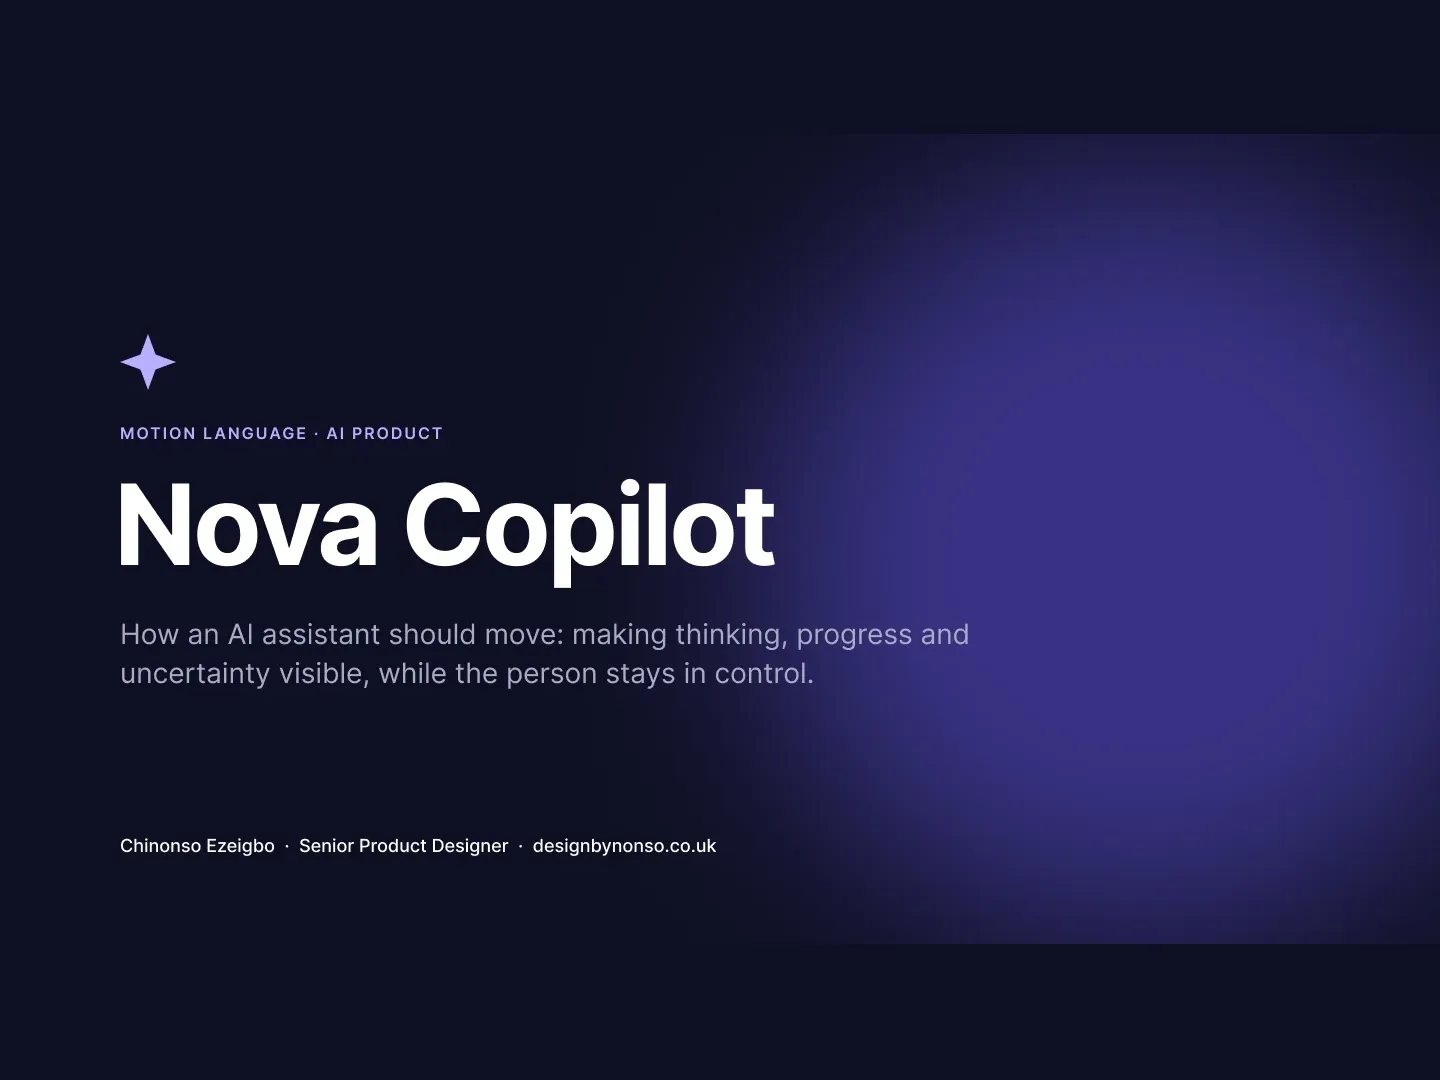 MOTION LANGUAGE · AI PRODUCT
Nova Copilot
How an AI assistant should move: making thinking, progress and
uncertainty visible, while the person stays in control.
Chinonso Ezeigbo · Senior Product Designer · designbynonso.co.uk